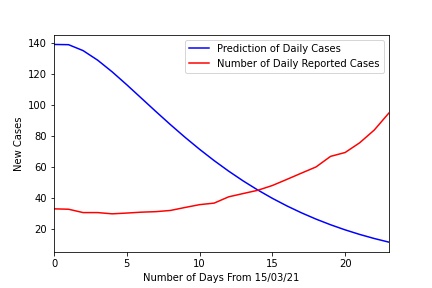 140
120
100
80
60
40
20
New Cases
Prediction of Daily Cases
Number of Daily Reported Cases
0 5 10 15 20
Number of Days From 15/03/21